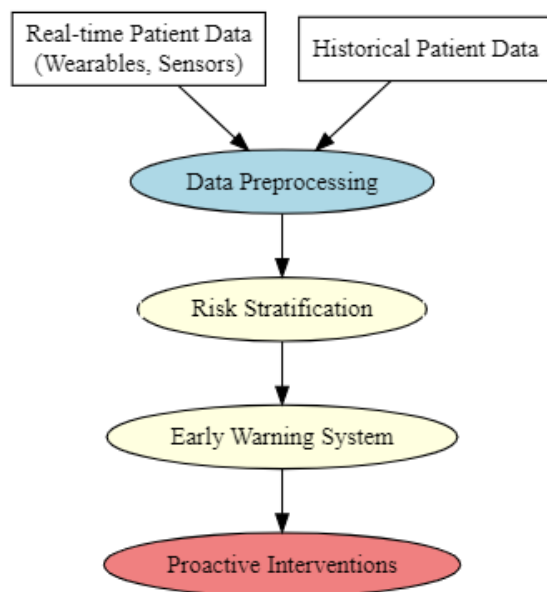 Real-time Patient Data
(Wearables, Sensors)
Historical Patient Data
Data Preprocessing
Risk Stratification
Early Warning System
Proactive Interventions